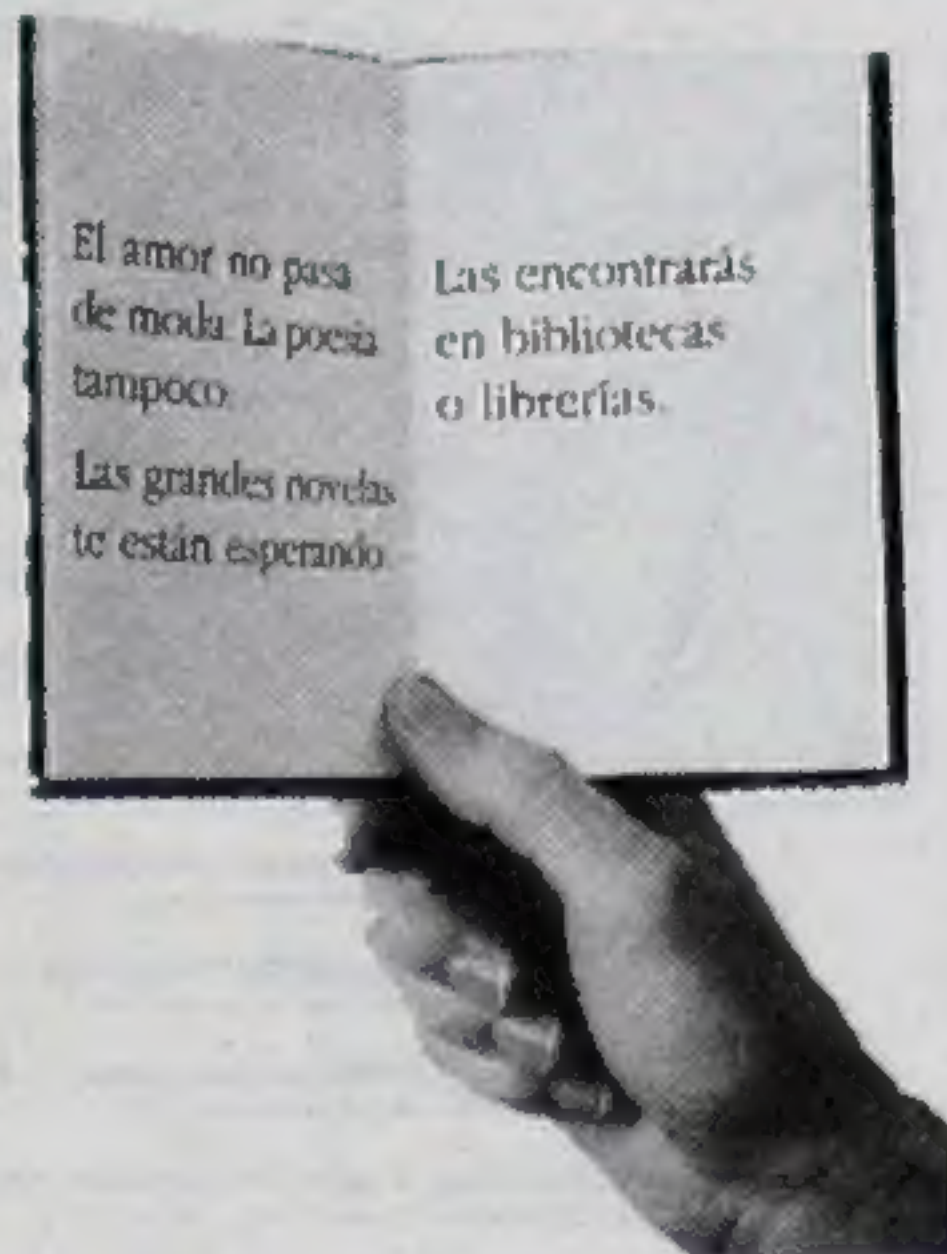 El amor no pasa
de moda. La poesía
tampoco.
Las grandes novelas
te están esperando.
Las encontrarás
en bibliotecas
o librerías.